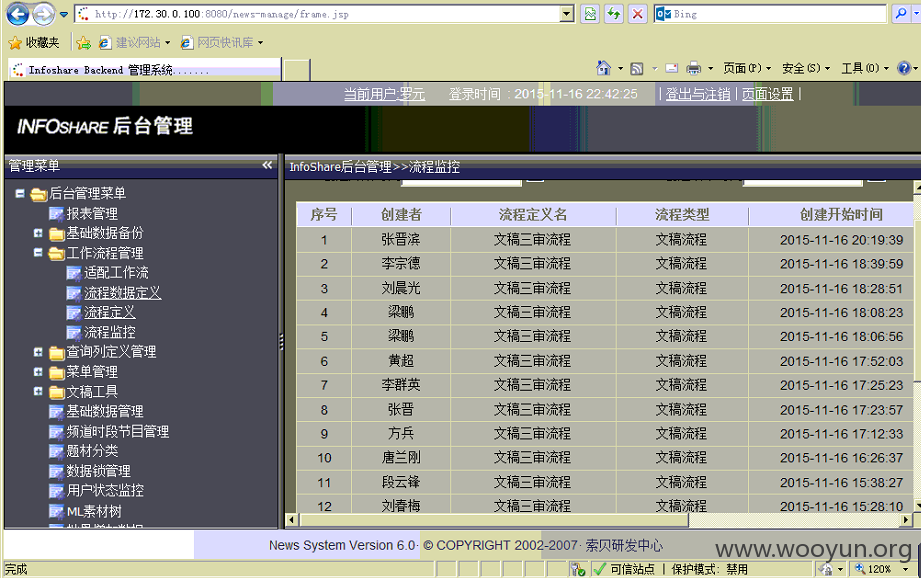 http://172.30.0.100:8080/news-manage/frame.jsp
Bing
收藏夹 建议网站 网页快讯库
Infoshare Backend 管理系统.......
页面(P) 安全(S) 工具(O)
当前用户:罗元 登录时间 : 2015-11-16 22:42:25 | 登出与注销 | 页面设置 |
INFOSHARE 后台管理
管理菜单 «
InfoShare后台管理>>流程监控
后台管理菜单
报表管理
基础数据备份
工作流程管理
适配工作流
流程数据定义
流程定义
流程监控
查询列定义管理
菜单管理
文稿工具
基础数据管理
频道时段节目管理
题材分类
数据锁管理
用户状态监控
ML素材树
序号 创建者 流程定义名 流程类型 创建开始时间
1 张晋滨 文稿三审流程 文稿流程 2015-11-16 20:19:39
2 李宗德 文稿三审流程 文稿流程 2015-11-16 18:39:59
3 刘晨光 文稿三审流程 文稿流程 2015-11-16 18:28:51
4 梁鹏 文稿三审流程 文稿流程 2015-11-16 18:08:23
5 梁鹏 文稿三审流程 文稿流程 2015-11-16 18:06:56
6 黄超 文稿三审流程 文稿流程 2015-11-16 17:52:03
7 李群英 文稿三审流程 文稿流程 2015-11-16 17:25:23
8 张晋 文稿三审流程 文稿流程 2015-11-16 17:23:57
9 方兵 文稿三审流程 文稿流程 2015-11-16 17:12:33
10 唐兰刚 文稿三审流程 文稿流程 2015-11-16 16:26:37
11 段云锋 文稿三审流程 文稿流程 2015-11-16 15:38:27
12 刘春梅 文稿三审流程 文稿流程 2015-11-16 15:28:10
News System Version 6.0· © COPYRIGHT 2002-2007· 索贝研发中心
www.wooyun.org
完成 可信站点 | 保护模式: 禁用 120%